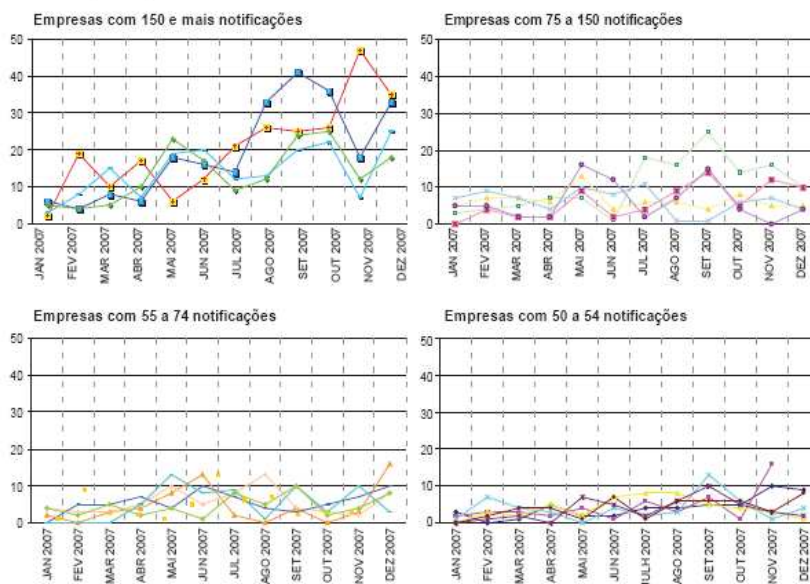 Empresas com 150 e mais notificações
50
40
30
20
10
0
JAN 2007
FEV 2007
MAR 2007
ABR 2007
MAI 2007
JUN 2007
JUL 2007
AGO 2007
SET 2007
OUT 2007
NOV 2007
DEZ 2007
Empresas com 75 a 150 notificações
50
40
30
20
10
0
JAN 2007
FEV 2007
MAR 2007
ABR 2007
MAI 2007
JUN 2007
JUL 2007
AGO 2007
SET 2007
OUT 2007
NOV 2007
DEZ 2007
Empresas com 55 a 74 notificações
50
40
30
20
10
0
JAN 2007
FEV 2007
MAR 2007
ABR 2007
MAI 2007
JUN 2007
JUL 2007
AGO 2007
SET 2007
OUT 2007
NOV 2007
DEZ 2007
Empresas com 50 a 54 notificações
50
40
30
20
10
0
JAN 2007
FEV 2007
MAR 2007
ABR 2007
MAI 2007
JUN 2007
JULH 2007
AGO 2007
SET 2007
OUT 2007
NOV 2007
DEZ 2007